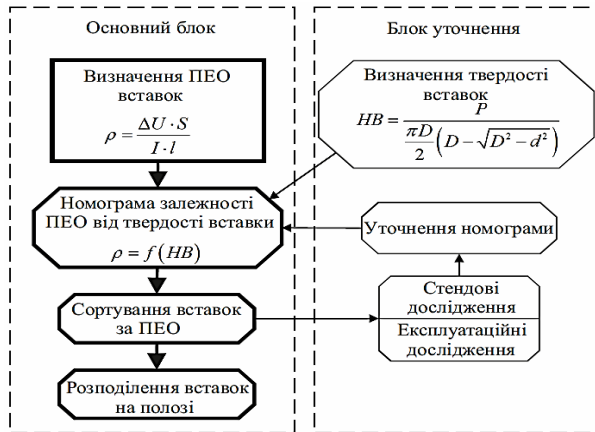 Основний блок
Визначення ПЕО
вставок
ρ = ΔU · S / I · l
Номограма залежності
ПЕО від твердости вставки
ρ = f(HB)
Сортування вставок
за ПЕО
Розподілення вставок
на полозі
Блок уточнення
Визначення твердості
вставок
HB = P / πD/2 (D − √D² − d²)
Уточнення номограми
Стендові
дослідження
Експлуатаційні
дослідження